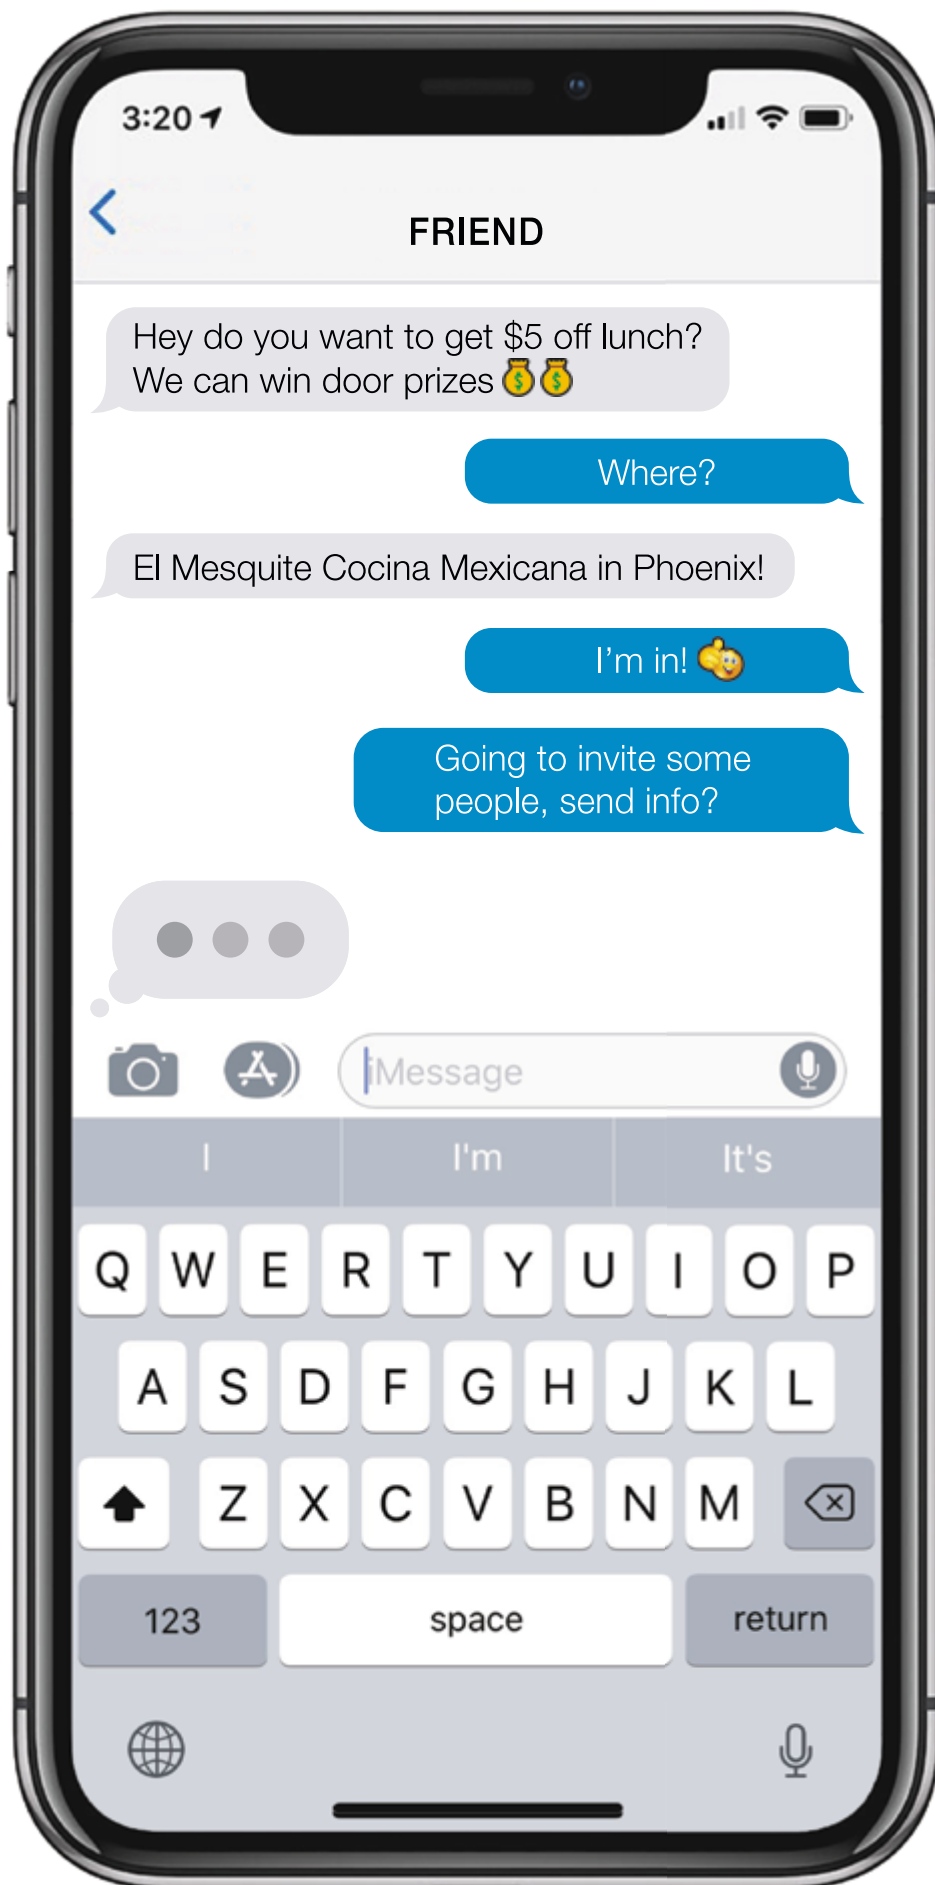 3:20
FRIEND
Hey do you want to get $5 off lunch?
We can win door prizes 💰💰
Where?
El Mesquite Cocina Mexicana in Phoenix!
I'm in!
Going to invite some
people, send info?
iMessage
I I'm It's
Q W E R T Y U I O P
A S D F G H J K L
Z X C V B N M
123 space return